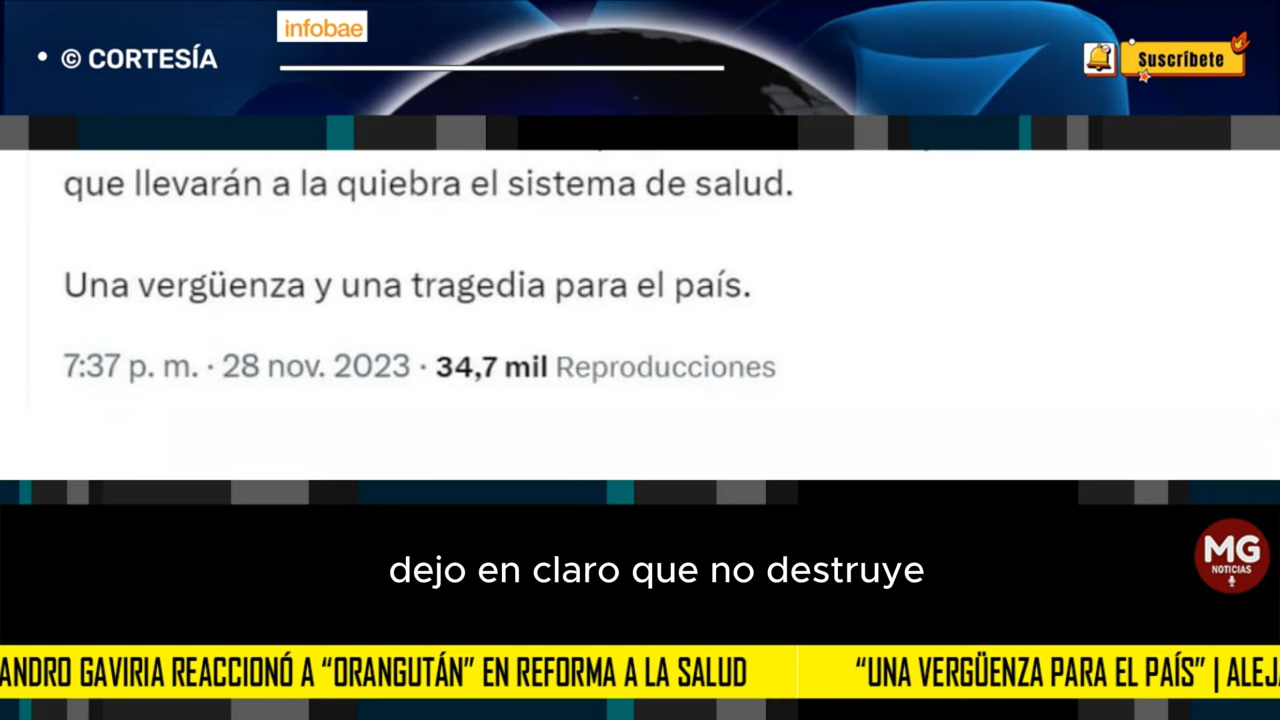 infobae
• © CORTESÍA
Suscríbete
que llevarán a la quiebra el sistema de salud.
Una vergüenza y una tragedia para el país.
7:37 p. m. · 28 nov. 2023 · 34,7 mil Reproducciones
dejo en claro que no destruye
MG
NOTICIAS
ANDRO GAVIRIA REACCIONÓ A “ORANGUTÁN” EN REFORMA A LA SALUD “UNA VERGÜENZA PARA EL PAÍS” | ALEJ